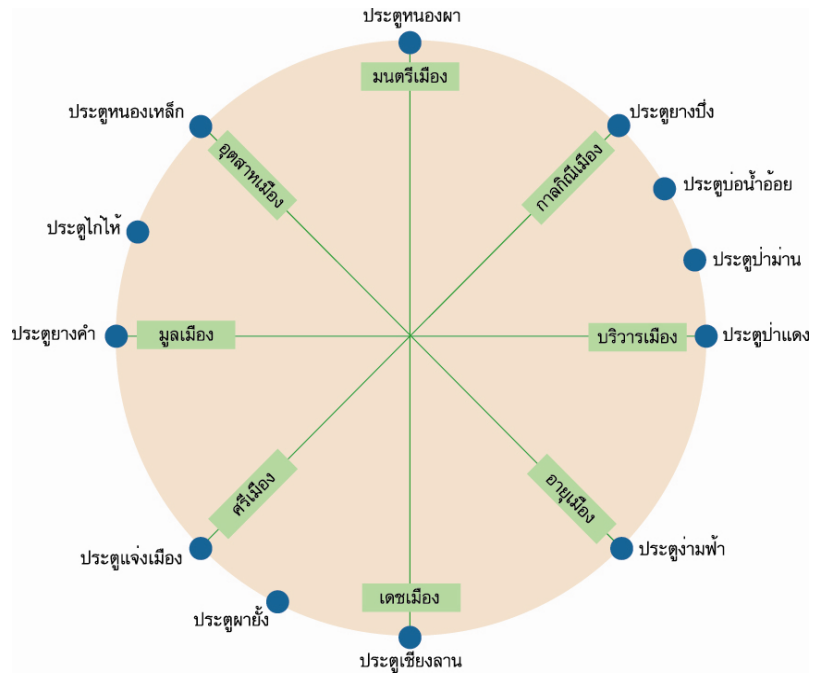 ประตูหนองผา
มนตรีเมือง
ประตูหนองเหล็ก
ประตูยางบึ่ง
อุตสาหเมือง
กาลกิณีเมือง
ประตูบ่อน้ำอ้อย
ประตูไก่ไห้
ประตูป่าม่าน
ประตูยางคำ
มูลเมือง
บริวารเมือง
ประตูป่าแดง
ศรีเมือง
อายุเมือง
ประตูแจ่งเมือง
ประตูง่ามฟ้า
เดชเมือง
ประตูผายั้ง
ประตูเชียงลาน